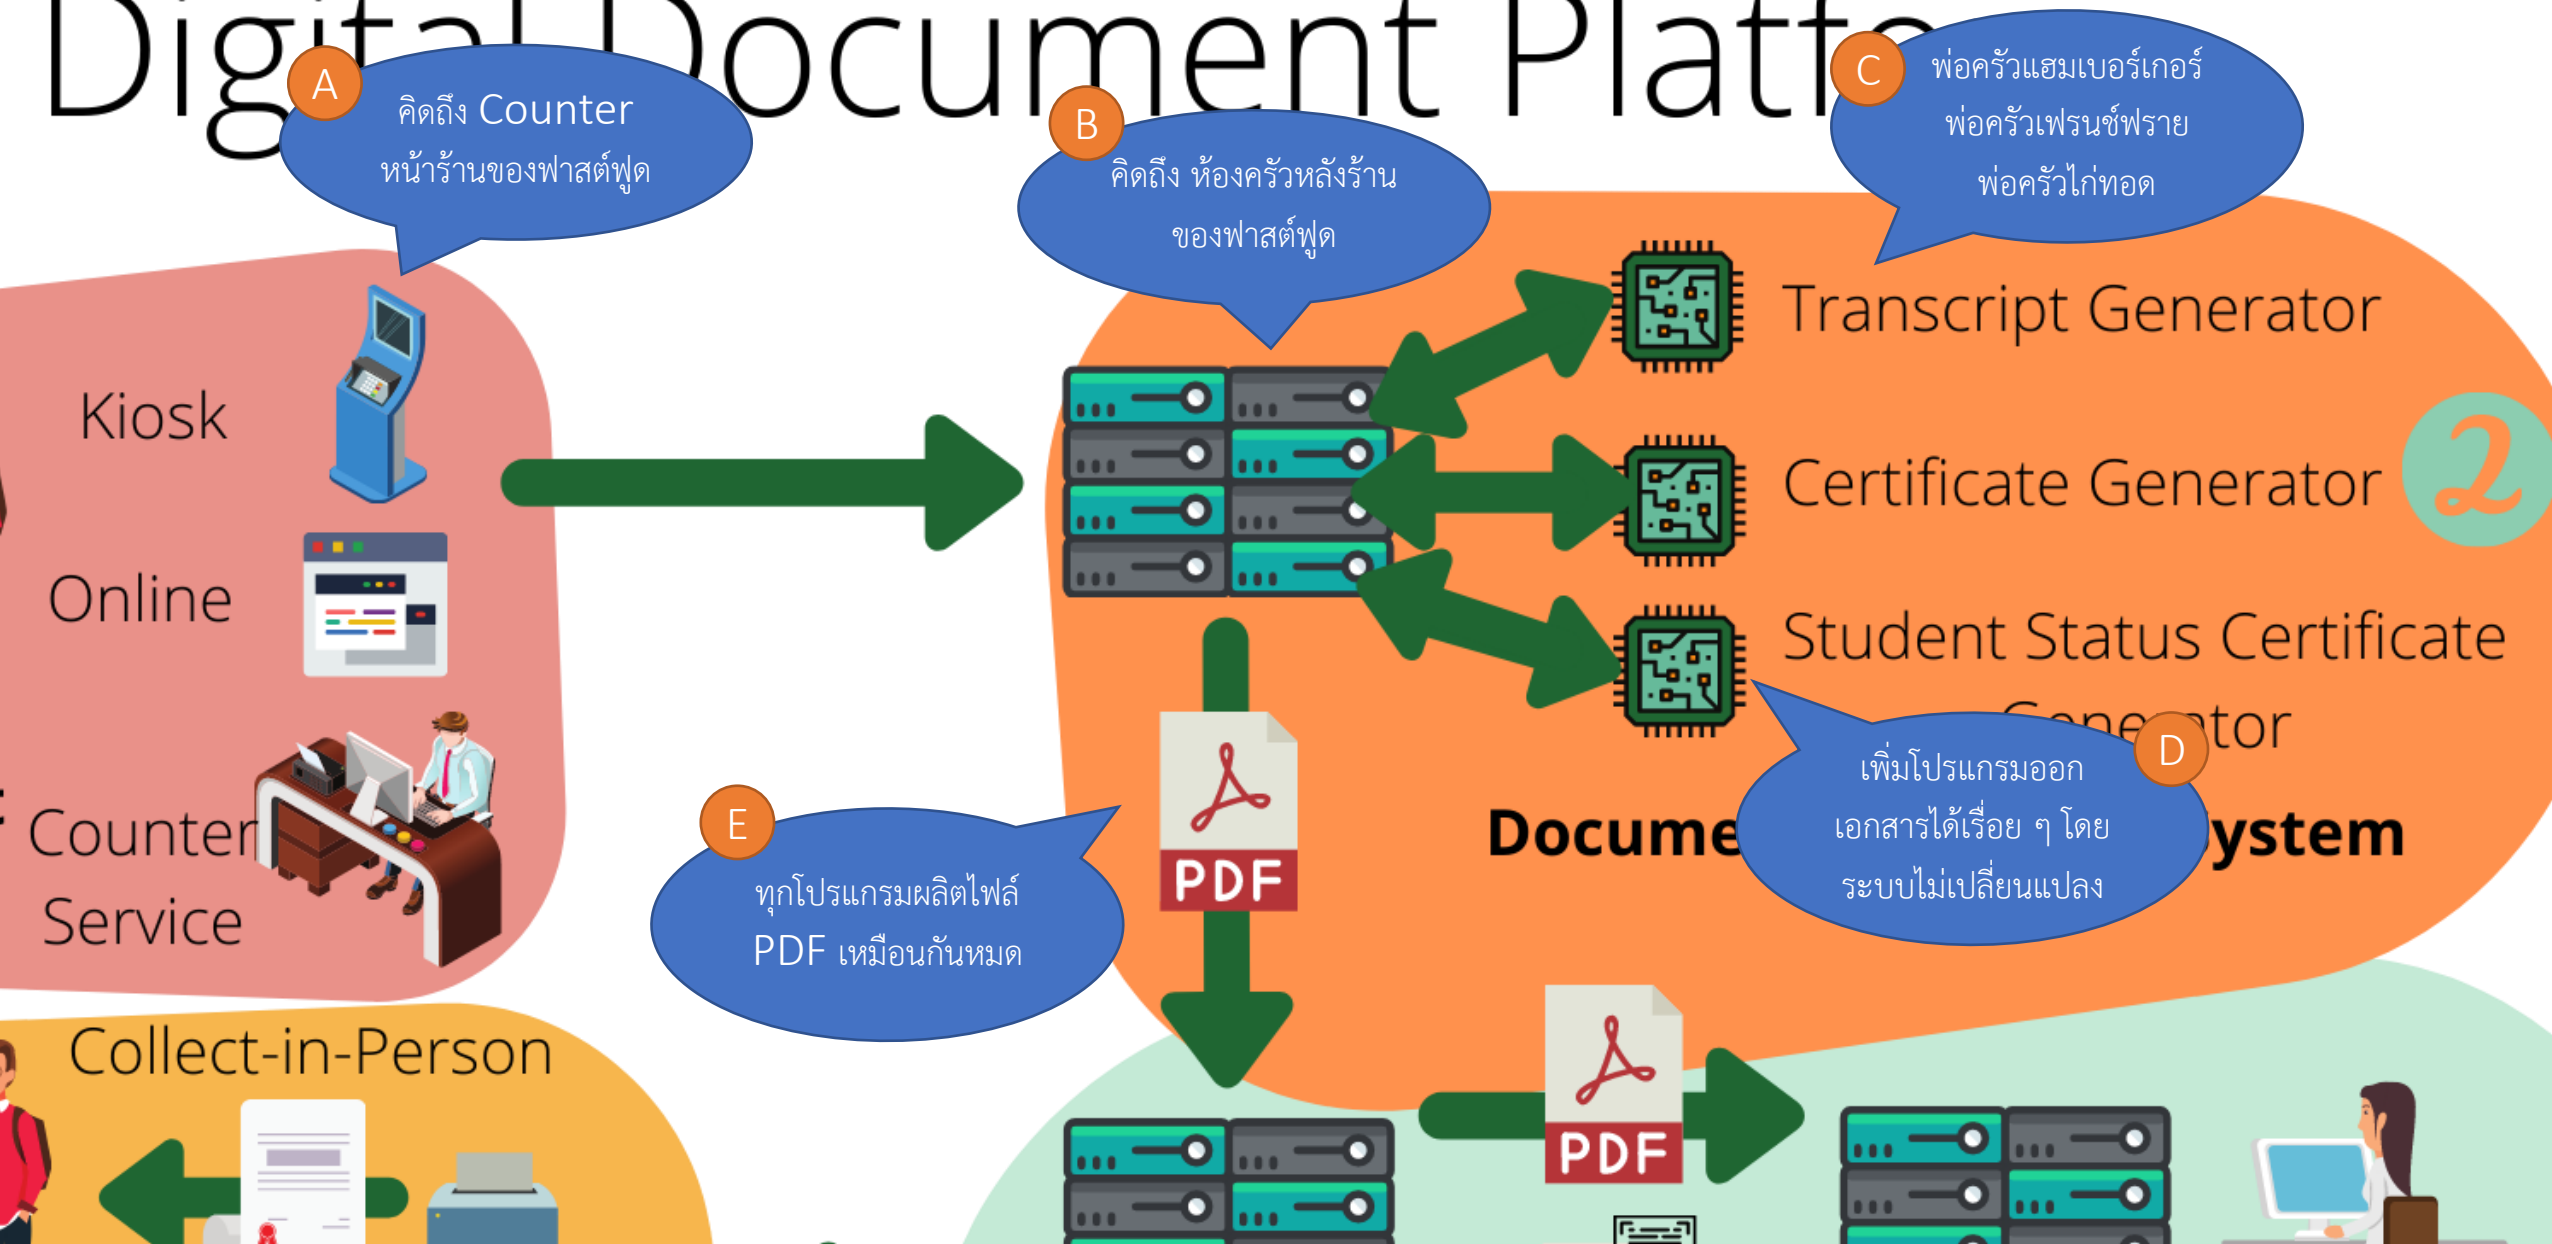 Digital Document Platfo
A
คิดถึง Counter
หน้าร้านของฟาสต์ฟูด
B
คิดถึง ห้องครัวหลังร้าน
ของฟาสต์ฟูด
C
พ่อครัวแฮมเบอร์เกอร์
พ่อครัวเฟรนช์ฟราย
พ่อครัวไก่ทอด
Kiosk
Online
Counter
Service
Transcript Generator
Certificate Generator
2
Student Status Certificate
D
เพิ่มโปรแกรมออก
เอกสารได้เรื่อย ๆ โดย
ระบบไม่เปลี่ยนแปลง
E
ทุกโปรแกรมผลิตไฟล์
PDF เหมือนกันหมด
PDF
Collect-in-Person
PDF